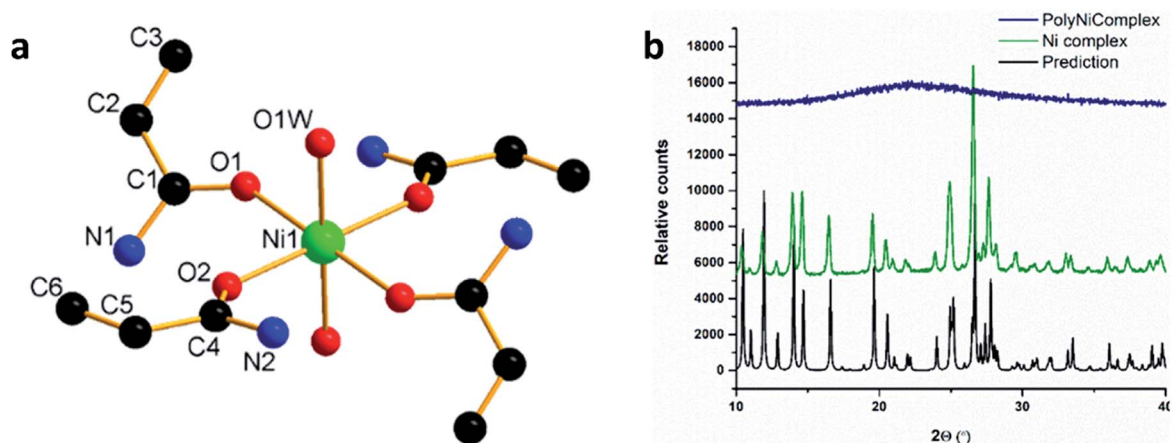 a
C3
C2
O1W
O1
C1
N1
Ni1
O2
C6
C5
C4
N2
b
PolyNiComplex
Ni complex
Prediction
Relative counts
18000
16000
14000
12000
10000
8000
6000
4000
2000
0
10
20
30
40
2Θ (°)